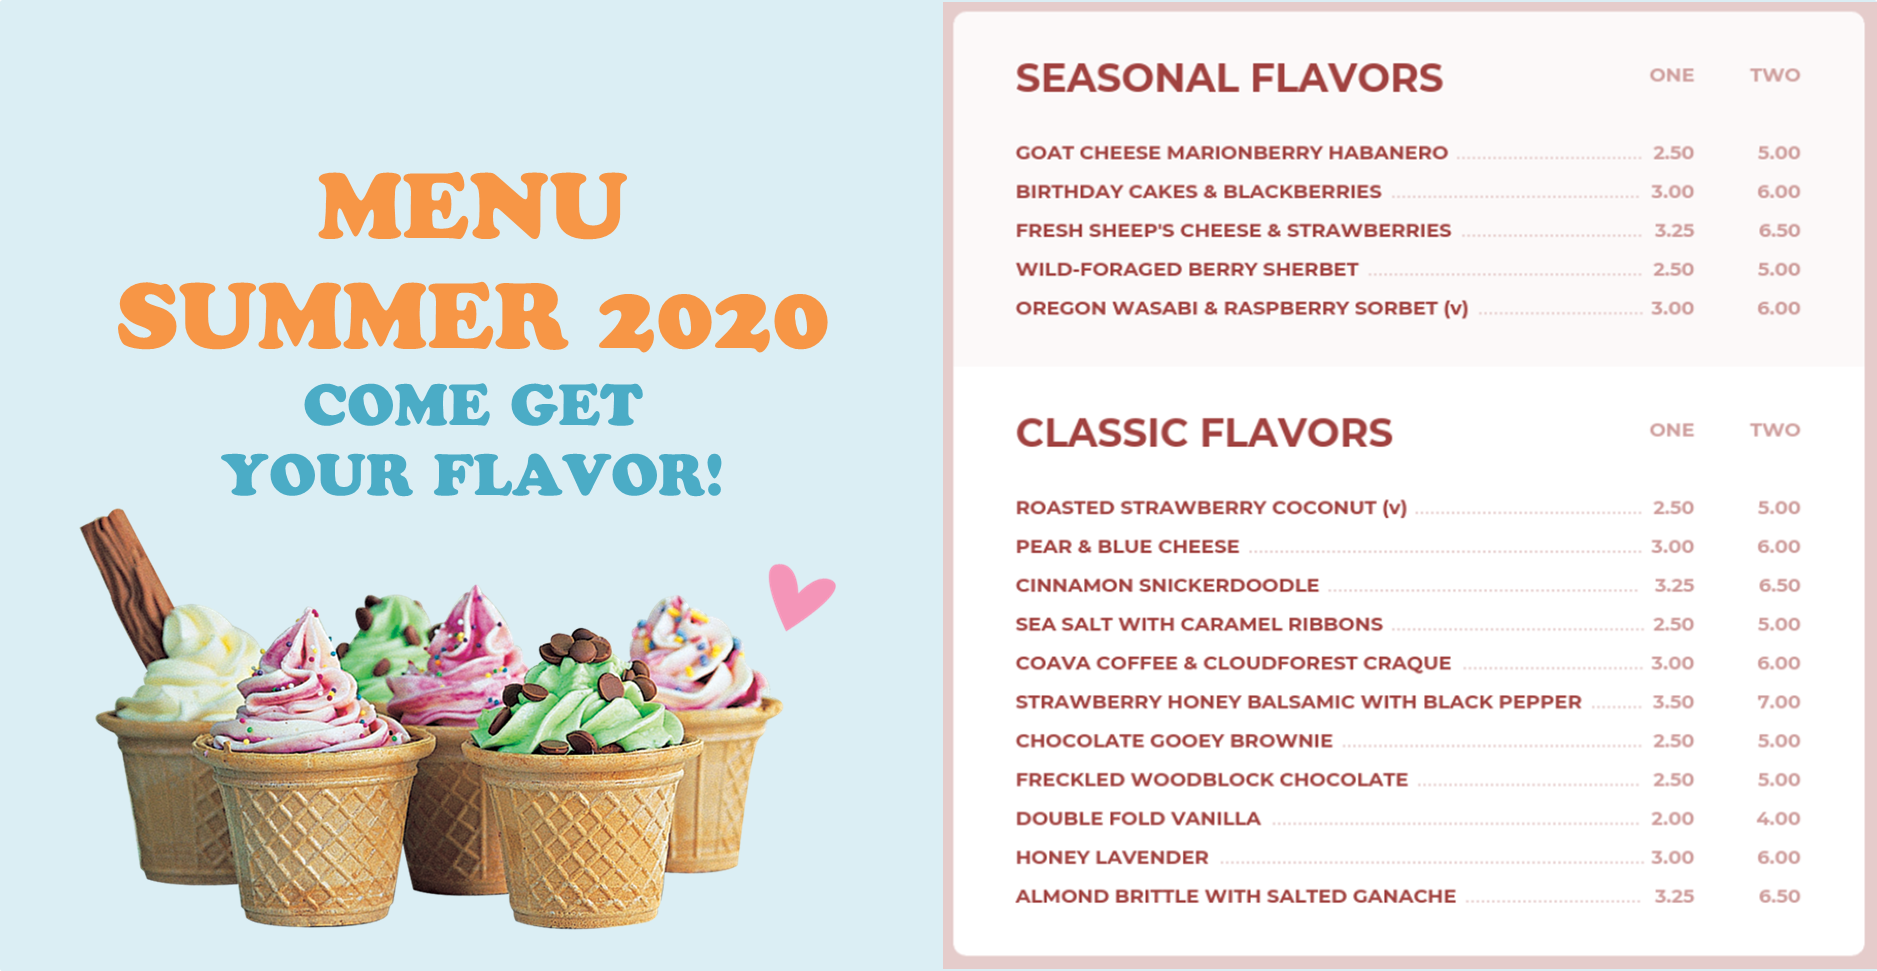 MENU
SUMMER 2020
COME GET
YOUR FLAVOR!
SEASONAL FLAVORS ONE TWO
GOAT CHEESE MARIONBERRY HABANERO 2.50 5.00
BIRTHDAY CAKES & BLACKBERRIES 3.00 6.00
FRESH SHEEP'S CHEESE & STRAWBERRIES 3.25 6.50
WILD-FORAGED BERRY SHERBET 2.50 5.00
OREGON WASABI & RASPBERRY SORBET (v) 3.00 6.00
CLASSIC FLAVORS ONE TWO
ROASTED STRAWBERRY COCONUT (v) 2.50 5.00
PEAR & BLUE CHEESE 3.00 6.00
CINNAMON SNICKERDOODLE 3.25 6.50
SEA SALT WITH CARAMEL RIBBONS 2.50 5.00
COAVA COFFEE & CLOUDFOREST CRAQUE 3.00 6.00
STRAWBERRY HONEY BALSAMIC WITH BLACK PEPPER 3.50 7.00
CHOCOLATE GOOEY BROWNIE 2.50 5.00
FRECKLED WOODBLOCK CHOCOLATE 2.50 5.00
DOUBLE FOLD VANILLA 2.00 4.00
HONEY LAVENDER 3.00 6.00
ALMOND BRITTLE WITH SALTED GANACHE 3.25 6.50